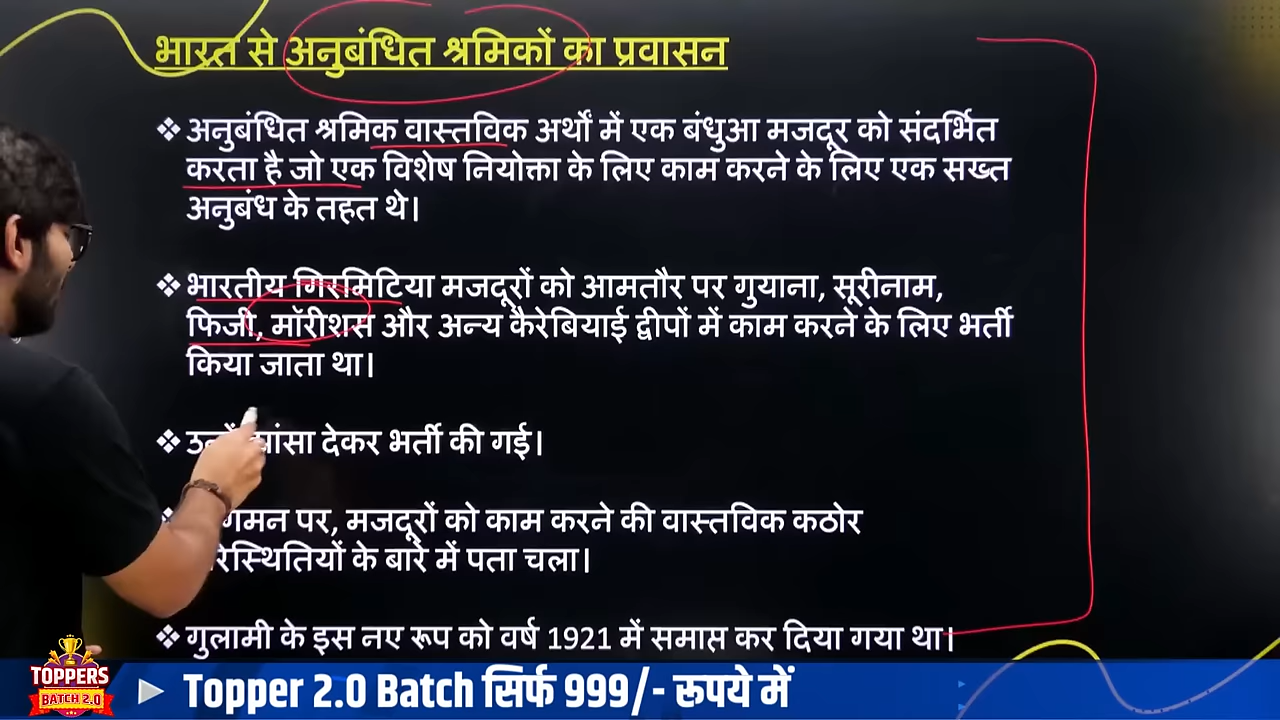 भारत से अनुबंधित श्रमिकों का प्रवासन
❖ अनुबंधित श्रमिक वास्तविक अर्थों में एक बंधुआ मजदूर को संदर्भित
करता है जो एक विशेष नियोक्ता के लिए काम करने के लिए एक सख्त
अनुबंध के तहत थे।
❖ भारतीय गिरमिटिया मजदूरों को आमतौर पर गुयाना, सूरीनाम,
फिजी, मॉरीशस और अन्य कैरेबियाई द्वीपों में काम करने के लिए भर्ती
किया जाता था।
❖ देकर भर्ती की गई।
पर, मजदूरों को काम करने की वास्तविक कठोर
के बारे में पता चला।
❖ गुलामी के इस नए रूप को वर्ष 1921 में समाप्त कर दिया गया था।
TOPPERS
BATCH 2.0
Topper 2.0 Batch सिर्फ 999/- रूपये में